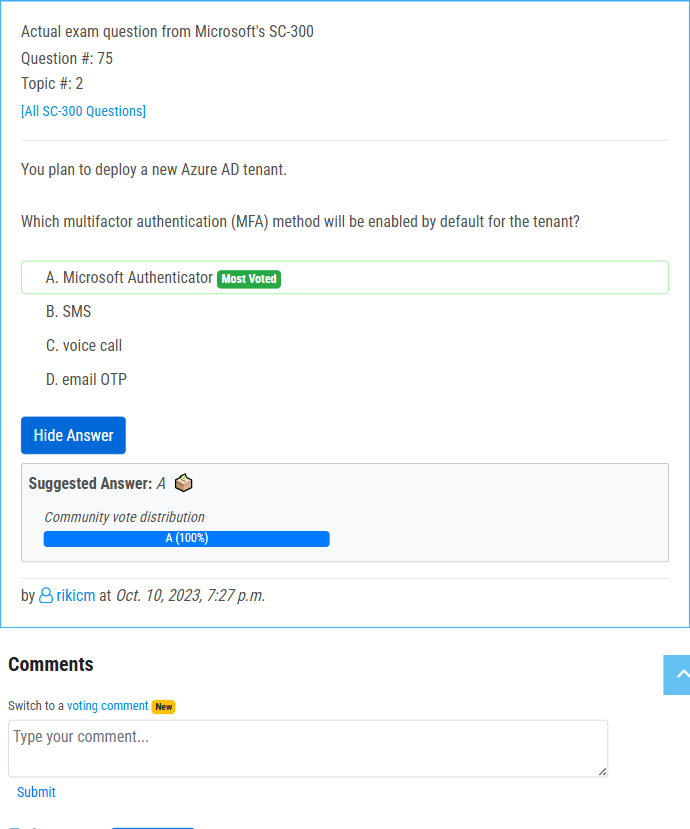 Actual exam question from Microsoft's SC-300
Question #: 75
Topic #: 2
[All SC-300 Questions]
You plan to deploy a new Azure AD tenant.
Which multifactor authentication (MFA) method will be enabled by default for the tenant?
A. Microsoft Authenticator Most Voted
B. SMS
C. voice call
D. email OTP
Hide Answer
Suggested Answer: A
Community vote distribution
A (100%)
by rikicm at Oct. 10, 2023, 7:27 p.m.
Comments
Switch to a voting comment New
Type your comment...
Submit